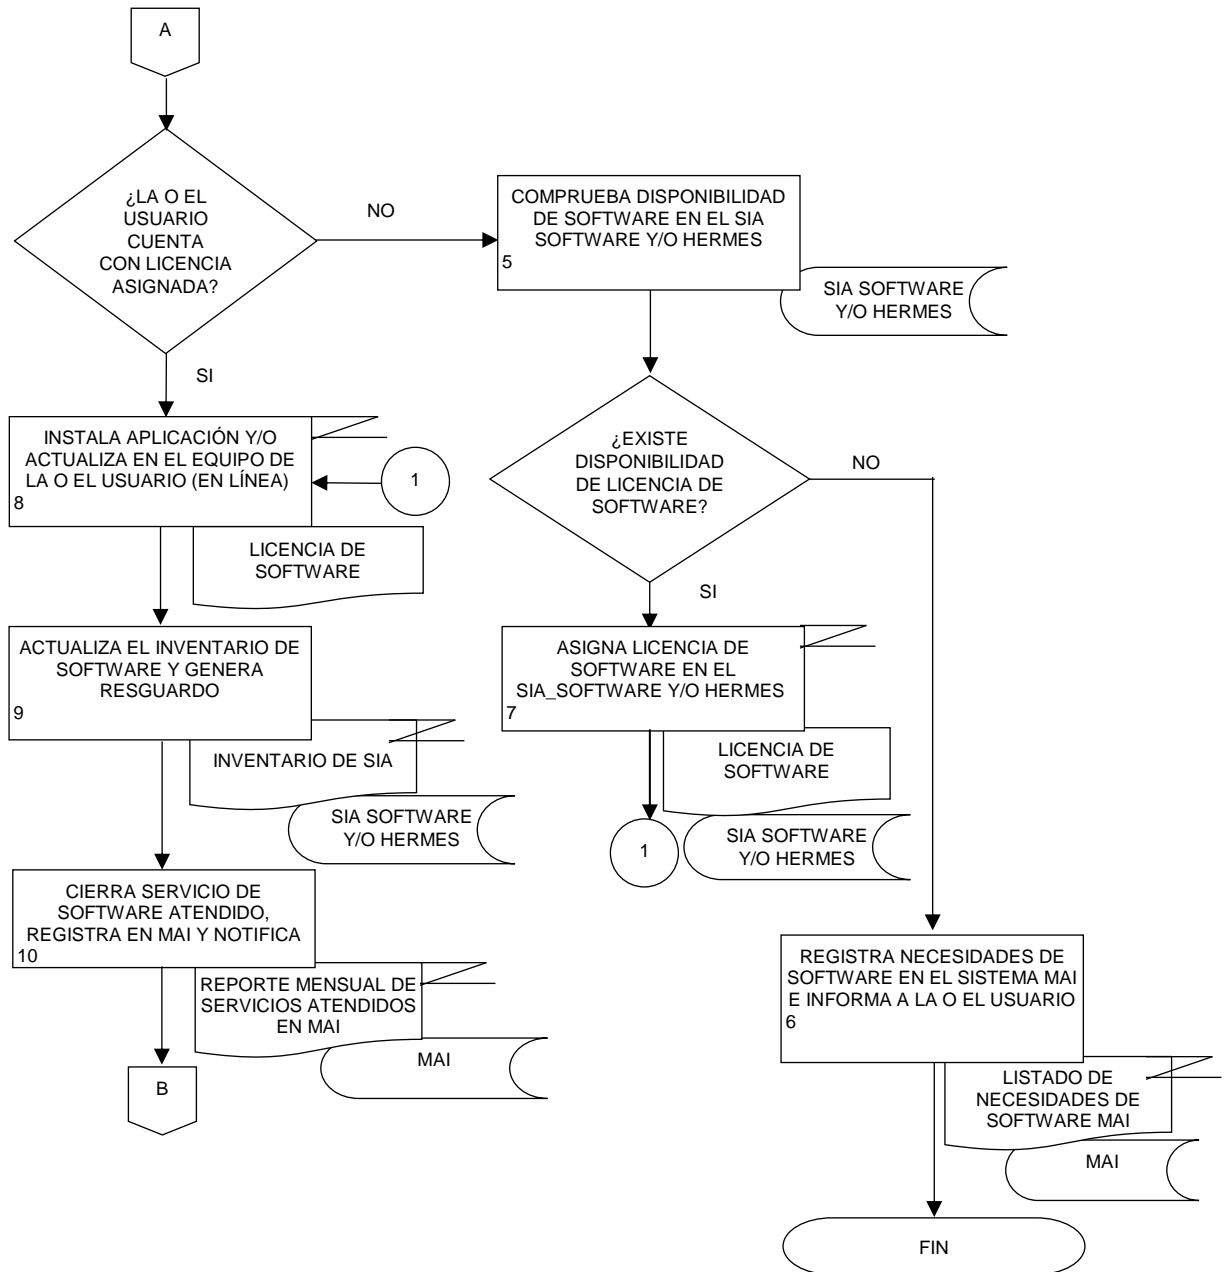 A
¿LA O EL
USUARIO
CUENTA
CON LICENCIA
ASIGNADA?
NO
COMPRUEBA DISPONIBILIDAD
DE SOFTWARE EN EL SIA
SOFTWARE Y/O HERMES
5
SIA SOFTWARE
Y/O HERMES
SI
INSTALA APLICACIÓN Y/O
ACTUALIZA EN EL EQUIPO DE
LA O EL USUARIO (EN LÍNEA)
8
1
LICENCIA DE
SOFTWARE
¿EXISTE
DISPONIBILIDAD
DE LICENCIA DE
SOFTWARE?
NO
SI
ACTUALIZA EL INVENTARIO DE
SOFTWARE Y GENERA
RESGUARDO
9
INVENTARIO DE SIA
SIA SOFTWARE
Y/O HERMES
ASIGNA LICENCIA DE
SOFTWARE EN EL
SIA_SOFTWARE Y/O HERMES
7
LICENCIA DE
SOFTWARE
SIA SOFTWARE
Y/O HERMES
1
CIERRA SERVICIO DE
SOFTWARE ATENDIDO,
REGISTRA EN MAI Y NOTIFICA
10
REPORTE MENSUAL DE
SERVICIOS ATENDIDOS
EN MAI
MAI
B
REGISTRA NECESIDADES DE
SOFTWARE EN EL SISTEMA MAI
E INFORMA A LA O EL USUARIO
6
LISTADO DE
NECESIDADES DE
SOFTWARE MAI
MAI
FIN